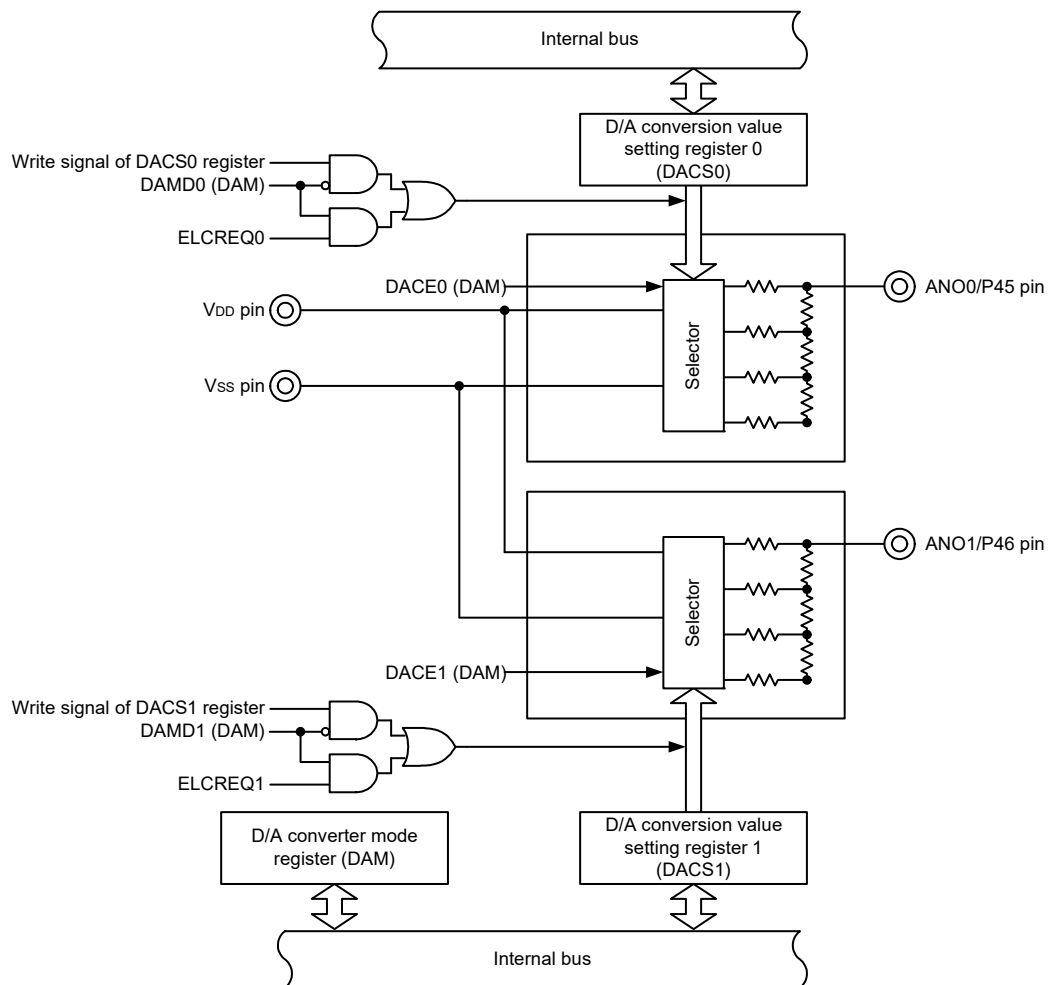 Internal bus
D/A conversion value
setting register 0
(DACS0)
Write signal of DACS0 register
DAMD0 (DAM)
ELCREQ0
DACE0 (DAM)
VDD pin
VSS pin
Selector
ANO0/P45 pin
Selector
ANO1/P46 pin
DACE1 (DAM)
Write signal of DACS1 register
DAMD1 (DAM)
ELCREQ1
D/A converter mode
register (DAM)
D/A conversion value
setting register 1
(DACS1)
Internal bus